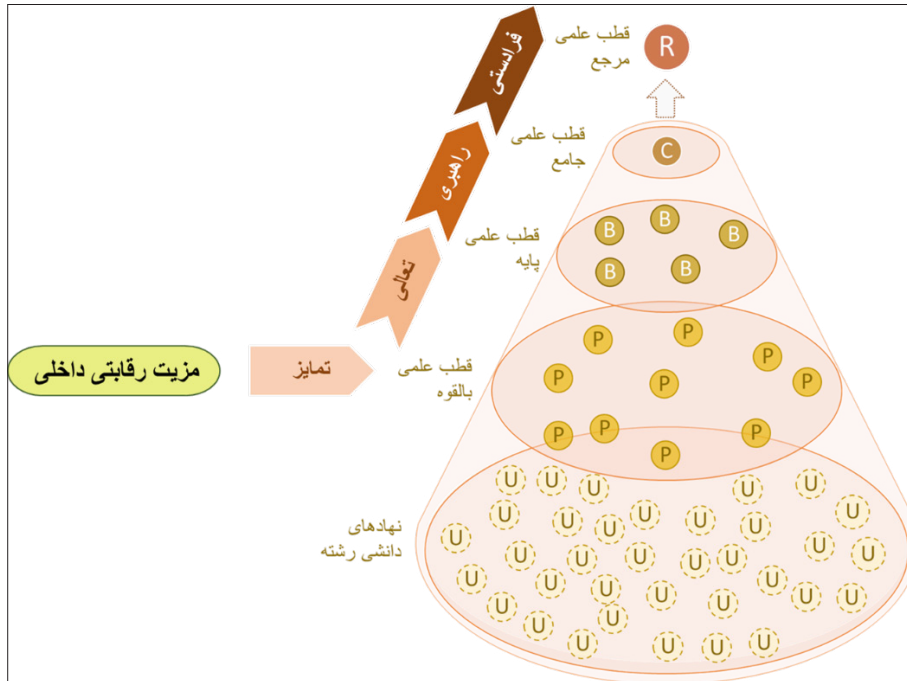 قطب علمی
مرجع
R
فرادستی
قطب علمی
جامع
C
راهبری
قطب علمی
پایه
B B B
B B
تعالی
مزیت رقابتی داخلی
تمایز
قطب علمی
بالقوه
P P P
P P P
P P P P
نهادهای
دانشی رشته
U U U U U
U U U U U U U
U U U U U U U U
U U U U U U U
U U U U
U U U U